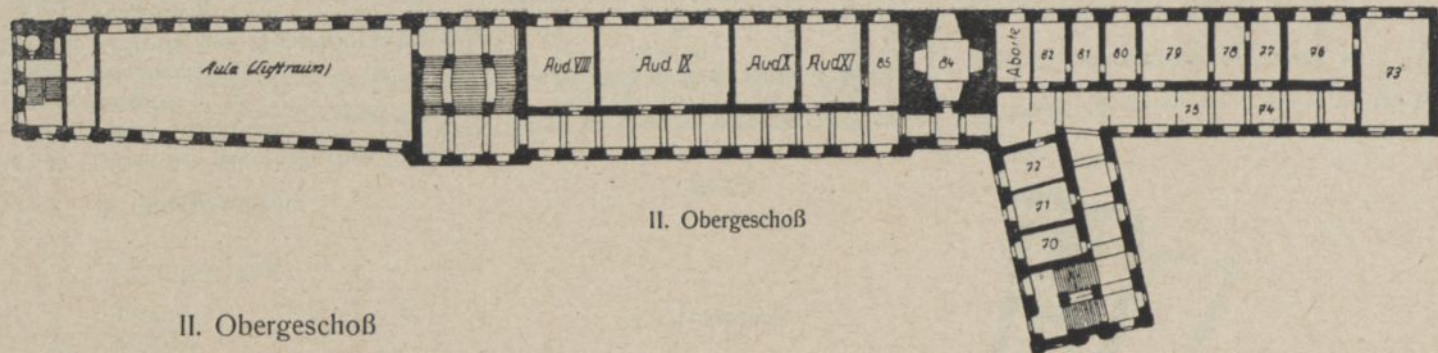 Aula (Luftraum)
Aud. VIII
Aud. IX
Aud X
Aud XI
85
84
Aborte
82
81
80
79
78
77
76
73
75
74
72
71
70
II. Obergeschoß
II. Obergeschoß